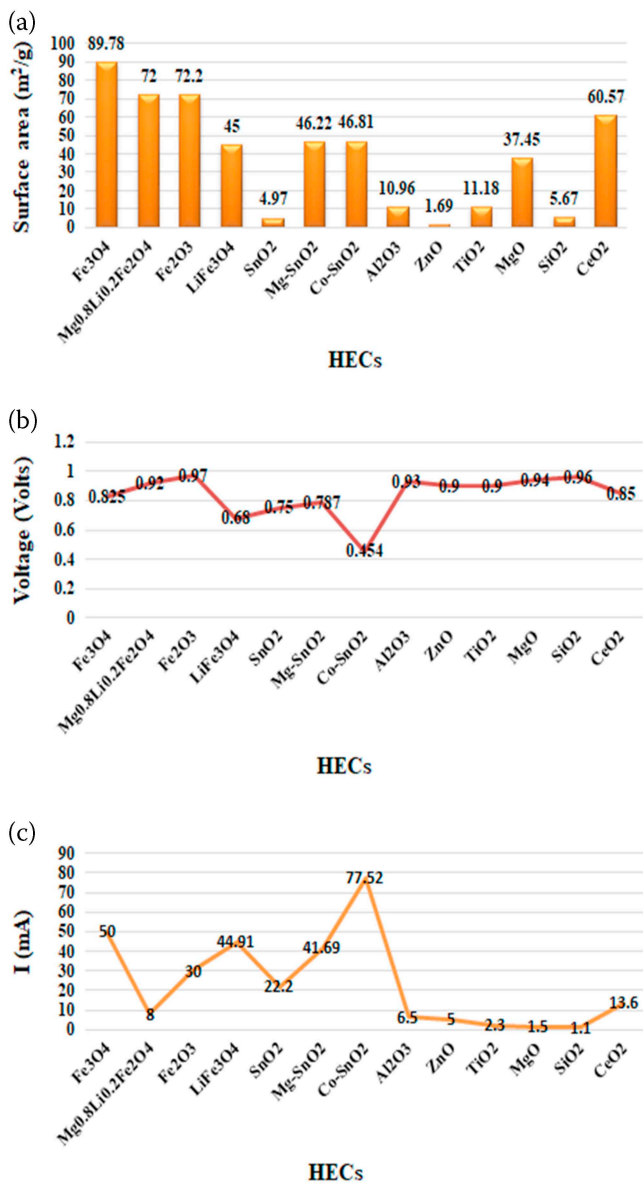 (a)
Surface area (m²/g)
100
90
80
70
60
50
40
30
20
10
0
89.78
72
72.2
45
4.97
46.22
46.81
10.96
1.69
11.18
37.45
5.67
60.57
Fe3O4
Mg0.8Li0.2Fe2O4
Fe2O3
LiFe3O4
SnO2
Mg-SnO2
Co-SnO2
Al2O3
ZnO
TiO2
MgO
SiO2
CeO2
HECs
(b)
Voltage (Volts)
1.2
1
0.8
0.6
0.4
0.2
0
0.825
0.92
0.97
0.68
0.75
0.787
0.454
0.93
0.9
0.9
0.94
0.96
0.85
Fe3O4
Mg0.8Li0.2Fe2O4
Fe2O3
LiFe3O4
SnO2
Mg-SnO2
Co-SnO2
Al2O3
ZnO
TiO2
MgO
SiO2
CeO2
HECs
(c)
I (mA)
90
80
70
60
50
40
30
20
10
0
50
8
30
44.91
22.2
41.69
77.52
6.5
5
2.3
1.5
1.1
13.6
Fe3O4
Mg0.8Li0.2Fe2O4
Fe2O3
LiFe3O4
SnO2
Mg-SnO2
Co-SnO2
Al2O3
ZnO
TiO2
MgO
SiO2
CeO2
HECs